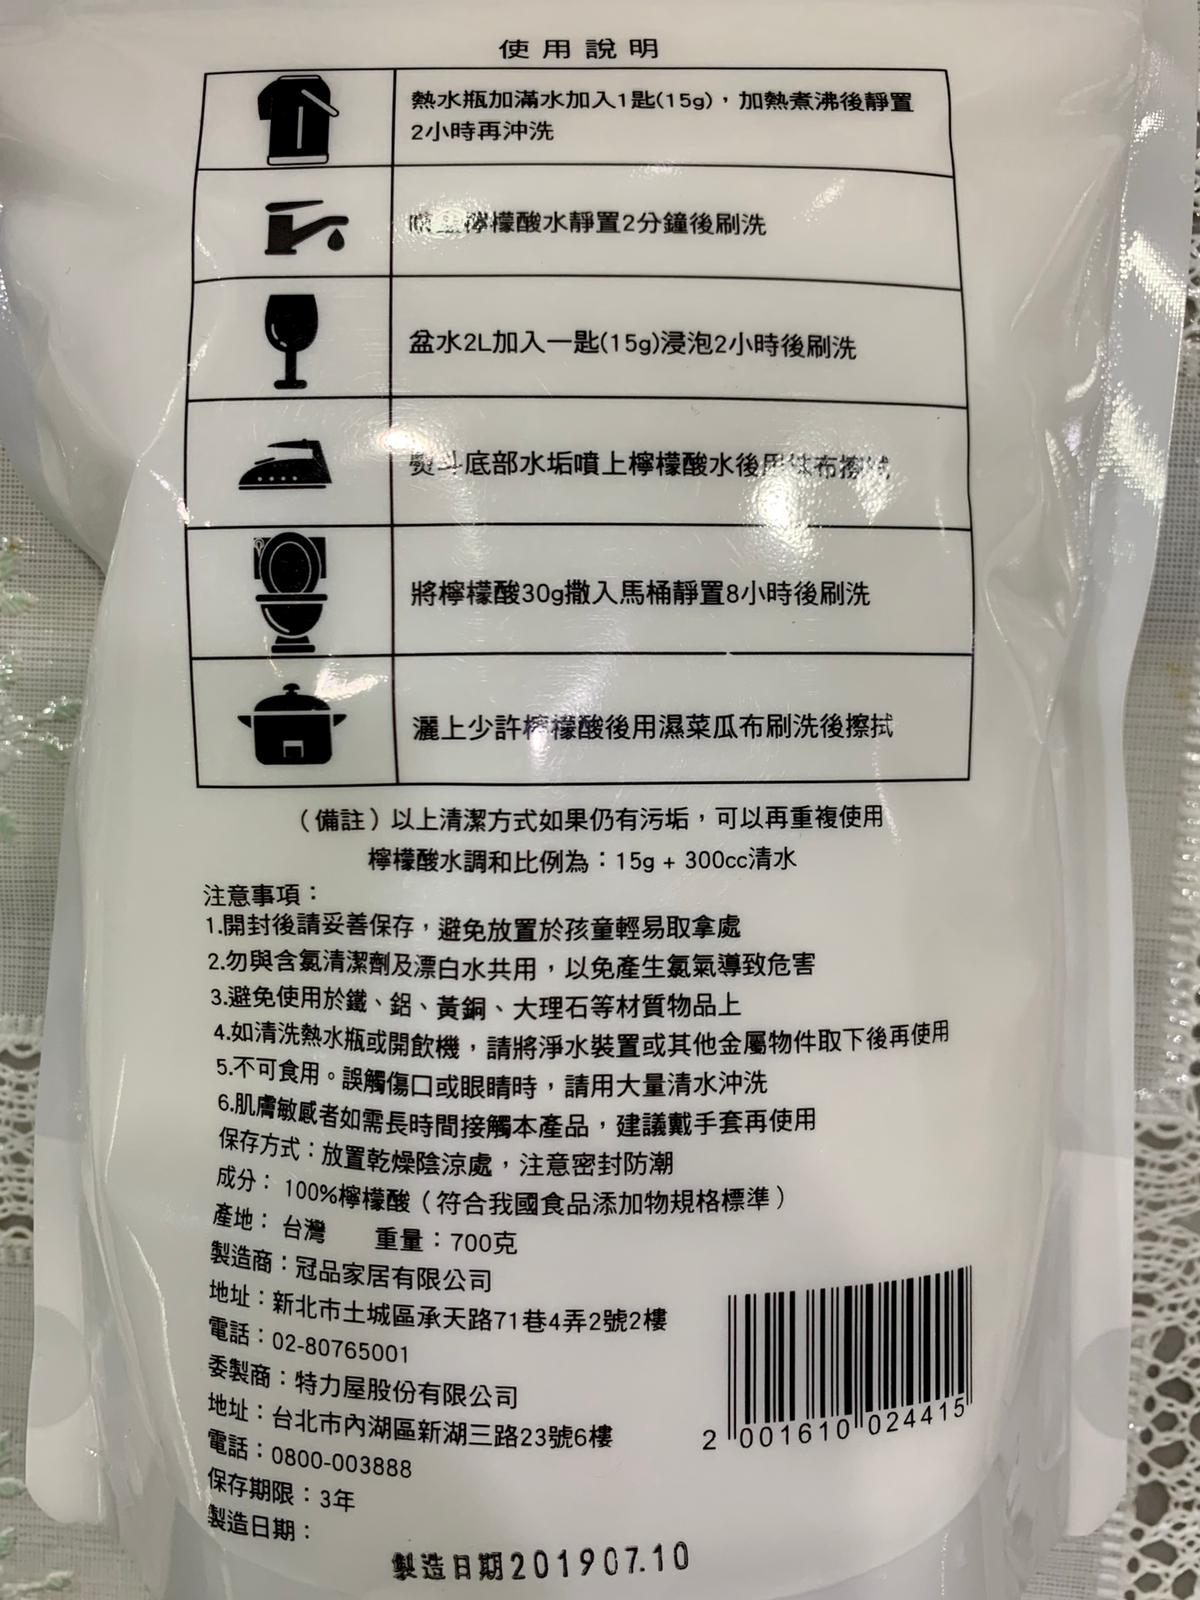 使用說明
熱水瓶加滿水加入1匙(15g)，加熱煮沸後靜置
2小時再沖洗
檬酸水靜置2分鐘後刷洗
盆水2L加入一匙(15g)浸泡2小時後刷洗
熨斗底部水垢噴上檸檬酸水後用抹布擦拭
將檸檬酸30g撒入馬桶靜置8小時後刷洗
灑上少許檸檬酸後用濕菜瓜布刷洗後擦拭
（備註）以上清潔方式如果仍有污垢，可以再重複使用
檸檬酸水調和比例為：15g + 300cc清水
注意事項：
1.開封後請妥善保存，避免放置於孩童輕易取拿處
2.勿與含氯清潔劑及漂白水共用，以免產生氯氣導致危害
3.避免使用於鐵、鋁、黃銅、大理石等材質物品上
4.如清洗熱水瓶或開飲機，請將淨水裝置或其他金屬物件取下後再使用
5.不可食用。誤觸傷口或眼睛時，請用大量清水沖洗
6.肌膚敏感者如需長時間接觸本產品，建議戴手套再使用
保存方式：放置乾燥陰涼處，注意密封防潮
成分： 100%檸檬酸（符合我國食品添加物規格標準）
產地： 台灣 重量：700克
製造商：冠品家居有限公司
地址：新北市土城區承天路71巷4弄2號2樓
電話：02-80765001
委製商：特力屋股份有限公司
地址：台北市內湖區新湖三路23號6樓
電話：0800-003888
保存期限：3年
製造日期：
製造日期201907.10
2 001610 024415